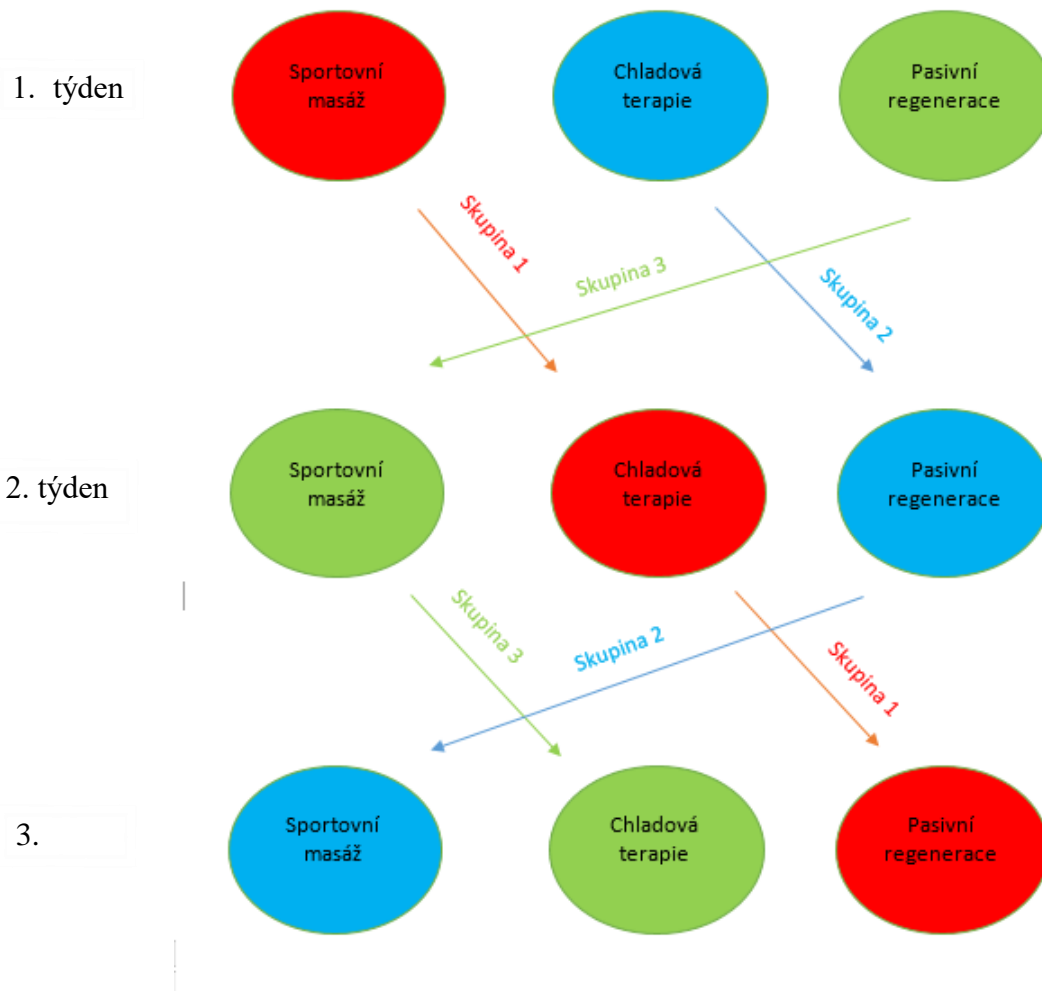 1. týden
Sportovní
masáž
Chladová
terapie
Pasivní
regenerace
Skupina 1
Skupina 3
Skupina 2
2. týden
Sportovní
masáž
Chladová
terapie
Pasivní
regenerace
Skupina 3
Skupina 2
Skupina 1
3.
Sportovní
masáž
Chladová
terapie
Pasivní
regenerace